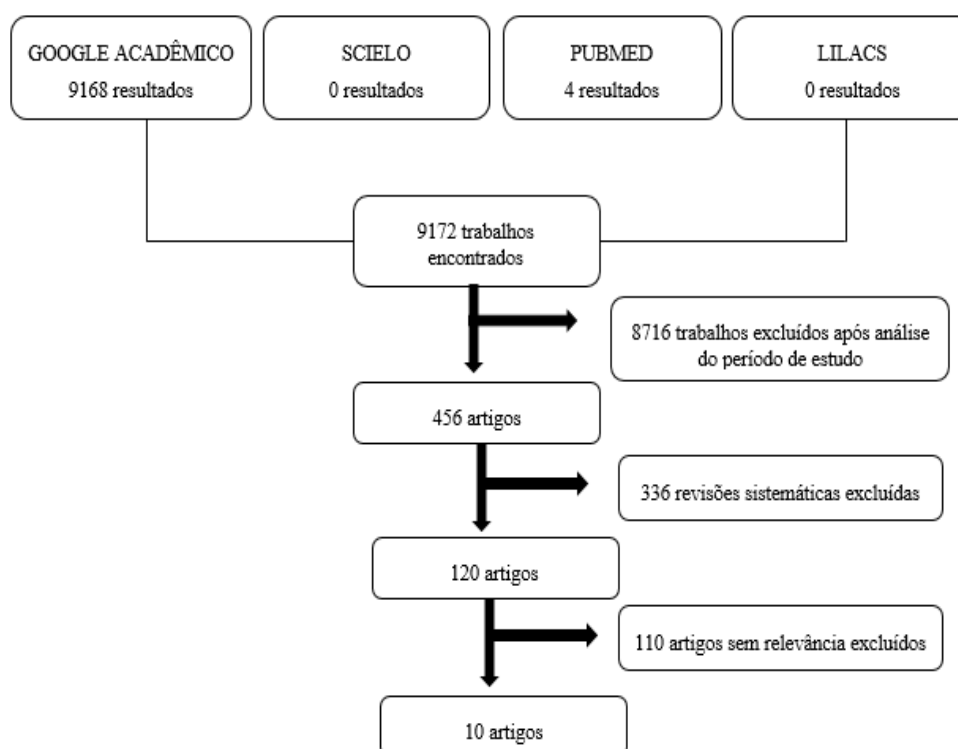 GOOGLE ACADÊMICO
9168 resultados
SCIELO
0 resultados
PUBMED
4 resultados
LILACS
0 resultados
9172 trabalhos
encontrados
8716 trabalhos excluídos após análise
do período de estudo
456 artigos
336 revisões sistemáticas excluídas
120 artigos
110 artigos sem relevância excluídos
10 artigos